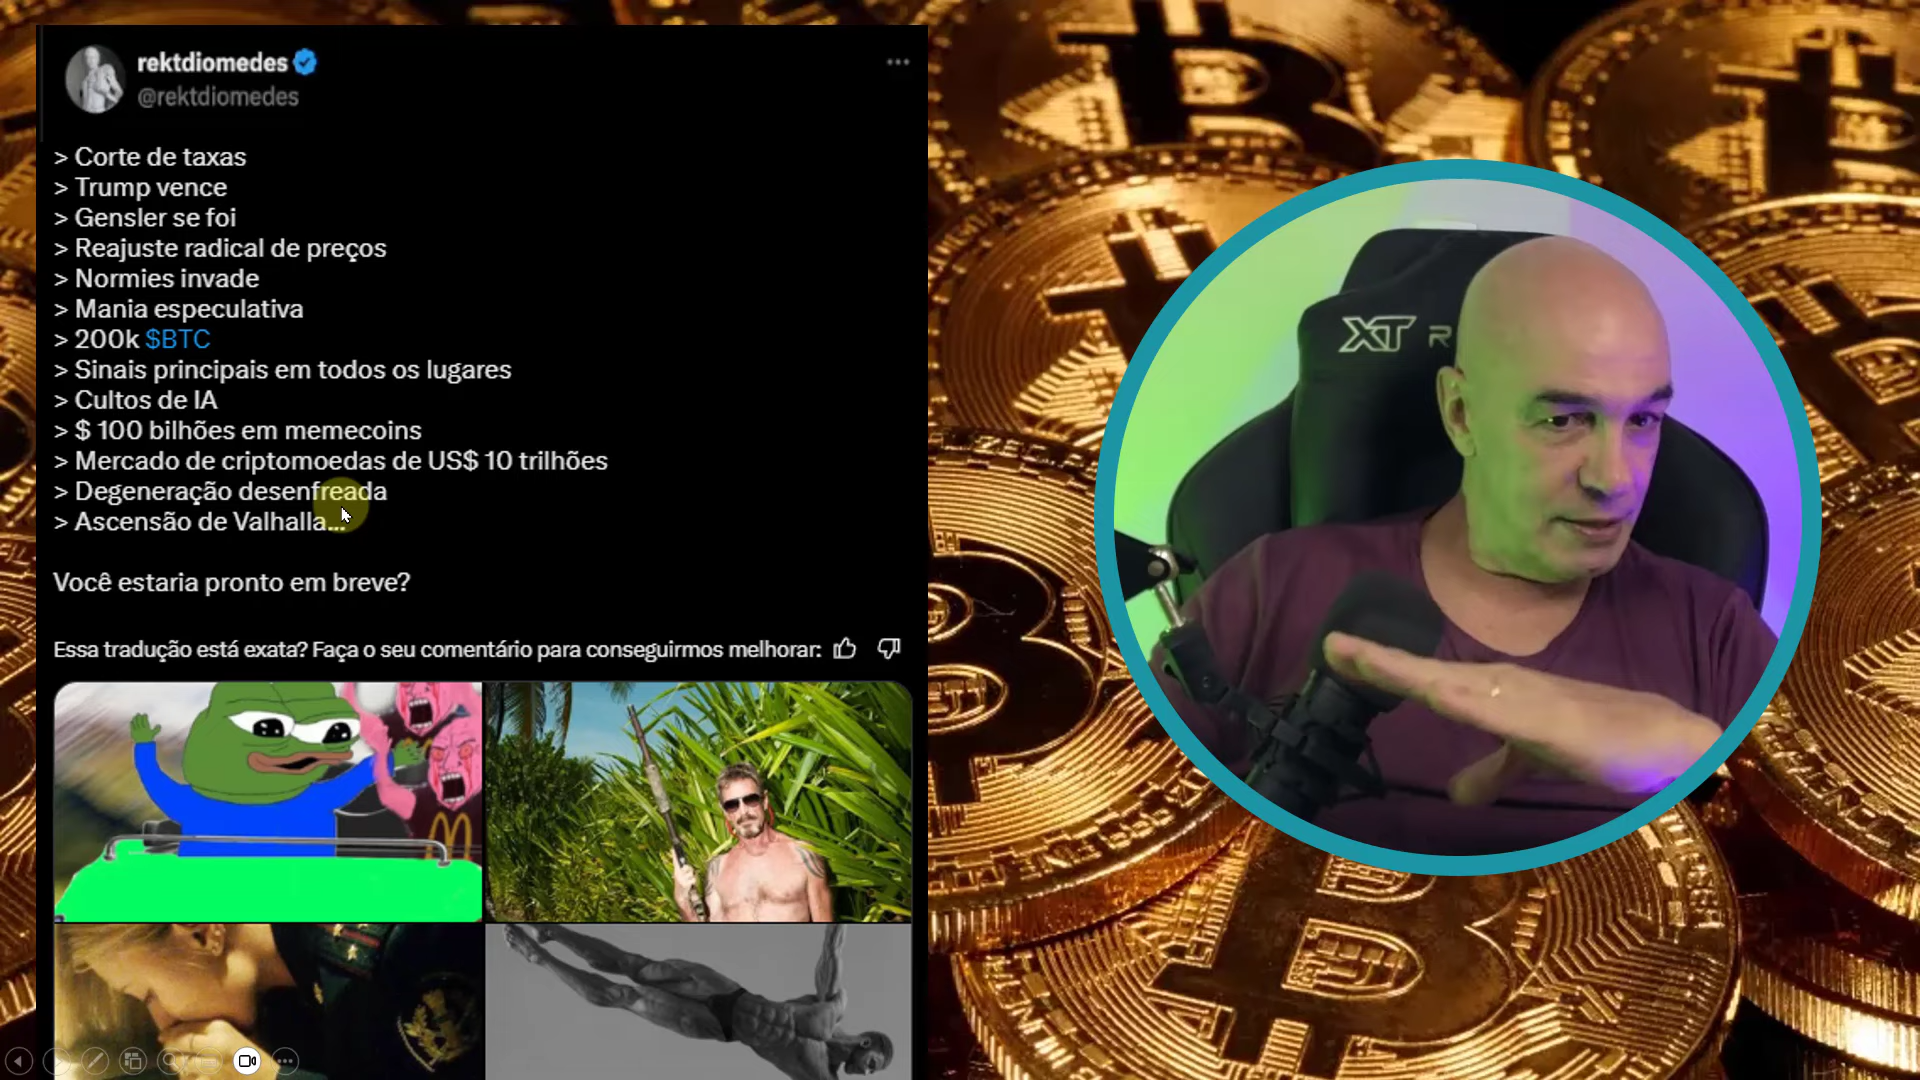 rektdiomedes
@rektdiomedes
> Corte de taxas
> Trump vence
> Gensler se foi
> Reajuste radical de preços
> Normies invade
> Mania especulativa
> 200k $BTC
> Sinais principais em todos os lugares
> Cultos de IA
> $ 100 bilhões em memecoins
> Mercado de criptomoedas de US$ 10 trilhões
> Degeneração desenfreada
> Ascensão de Valhalla...
Você estaria pronto em breve?
Essa tradução está exata? Faça o seu comentário para conseguirmos melhorar:
XT R